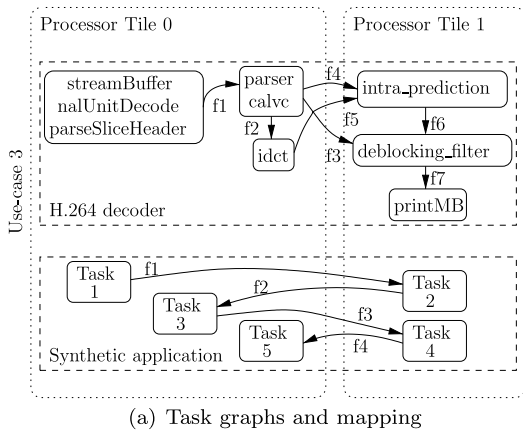 Processor Tile 0
Processor Tile 1
Use-case 3
streamBuffer
nalUnitDecode
parseSliceHeader
f1
parser
calvc
f2
idct
f4
f5
f3
intra_prediction
f6
deblocking_filter
f7
printMB
H.264 decoder
Task
1
f1
Task
2
f2
Task
3
f3
Task
4
f4
Task
5
Synthetic application
(a) Task graphs and mapping